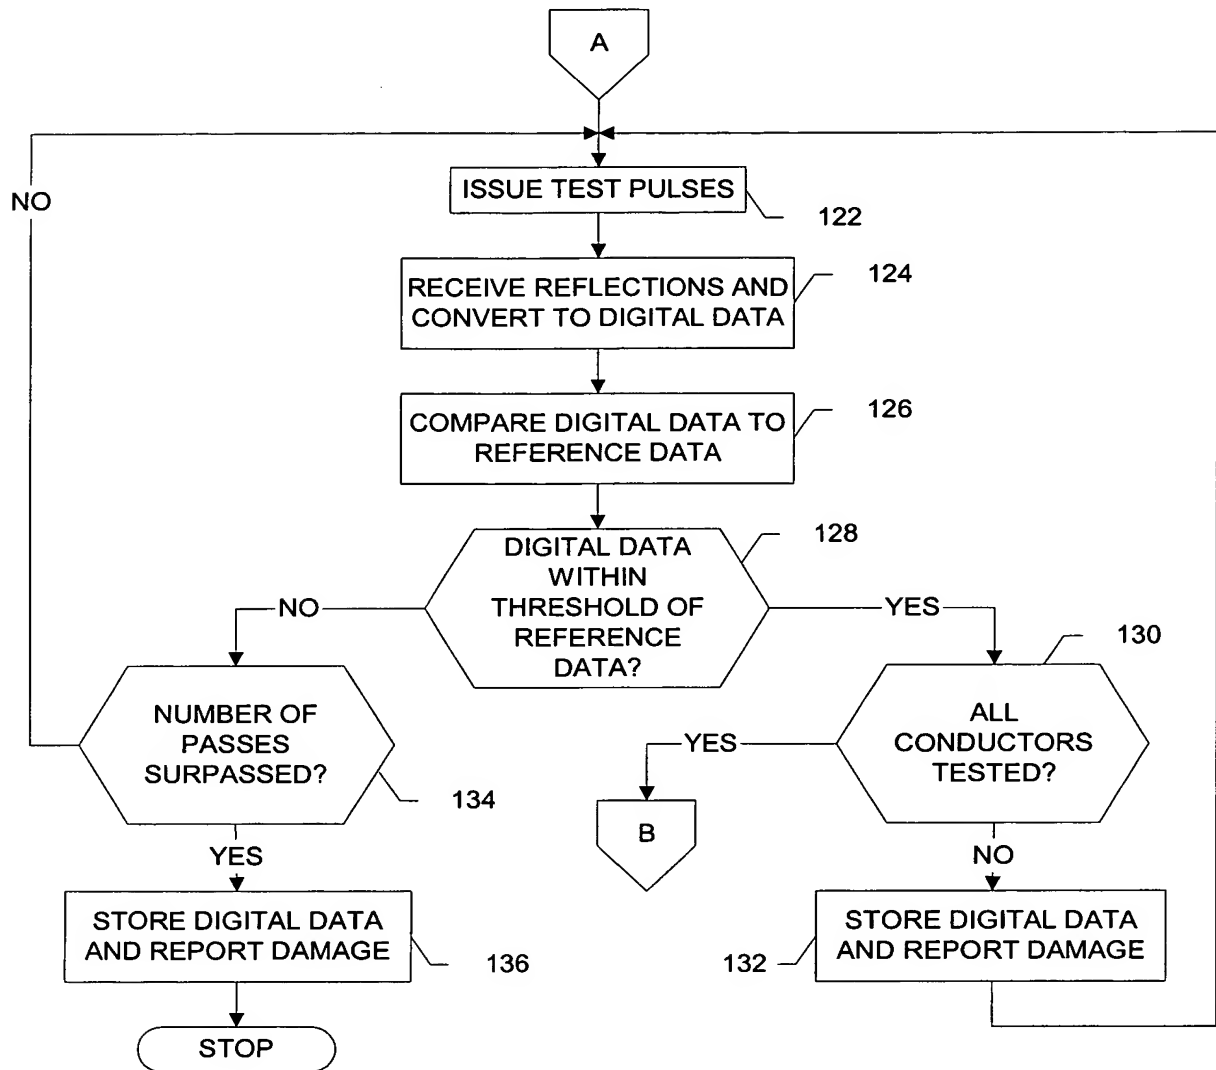 A
NO
ISSUE TEST PULSES
122
RECEIVE REFLECTIONS AND
CONVERT TO DIGITAL DATA
124
COMPARE DIGITAL DATA TO
REFERENCE DATA
126
DIGITAL DATA
WITHIN
THRESHOLD OF
REFERENCE
DATA?
128
NO
YES
NUMBER OF
PASSES
SURPASSED?
134
ALL
CONDUCTORS
TESTED?
130
YES
B
YES
NO
STORE DIGITAL DATA
AND REPORT DAMAGE
136
STORE DIGITAL DATA
AND REPORT DAMAGE
132
STOP